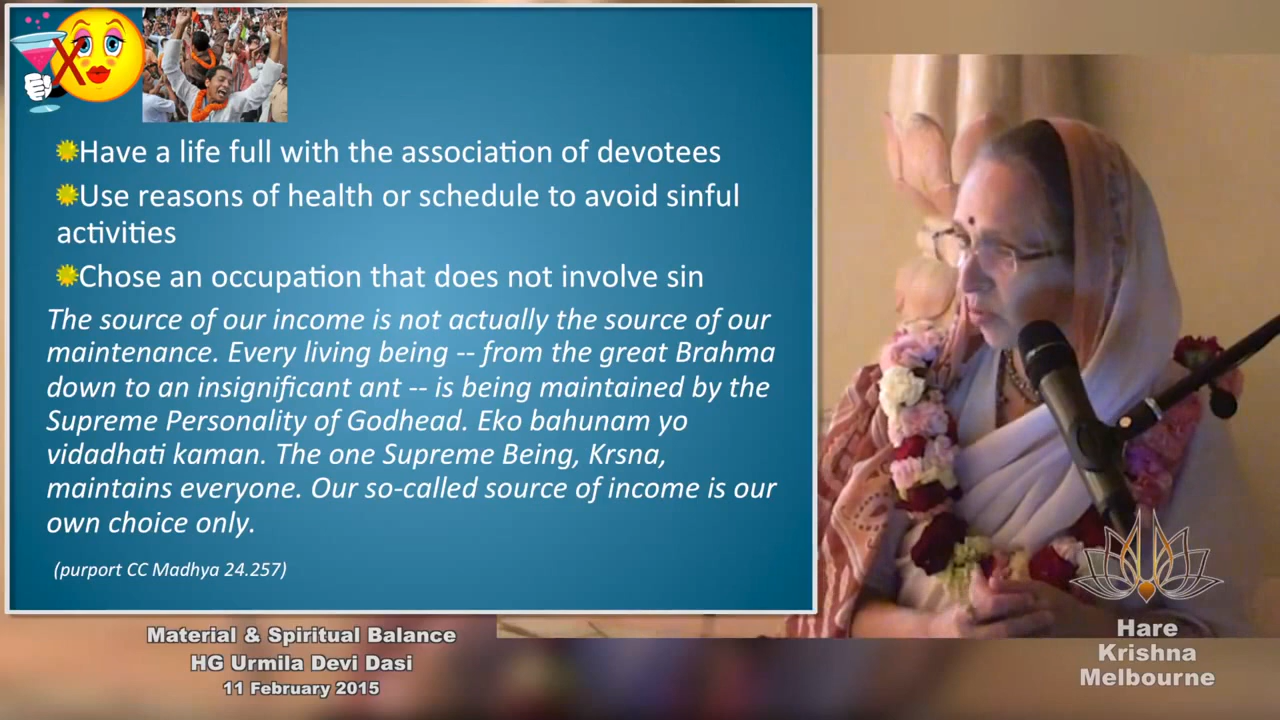 Have a life full with the association of devotees
Use reasons of health or schedule to avoid sinful
activities
Chose an occupation that does not involve sin
The source of our income is not actually the source of our
maintenance. Every living being -- from the great Brahma
down to an insignificant ant -- is being maintained by the
Supreme Personality of Godhead. Eko bahunam yo
vidadhati kaman. The one Supreme Being, Krsna,
maintains everyone. Our so-called source of income is our
own choice only.
(purport CC Madhya 24.257)
Material & Spiritual Balance
HG Urmila Devi Dasi
11 February 2015
Hare
Krishna
Melbourne